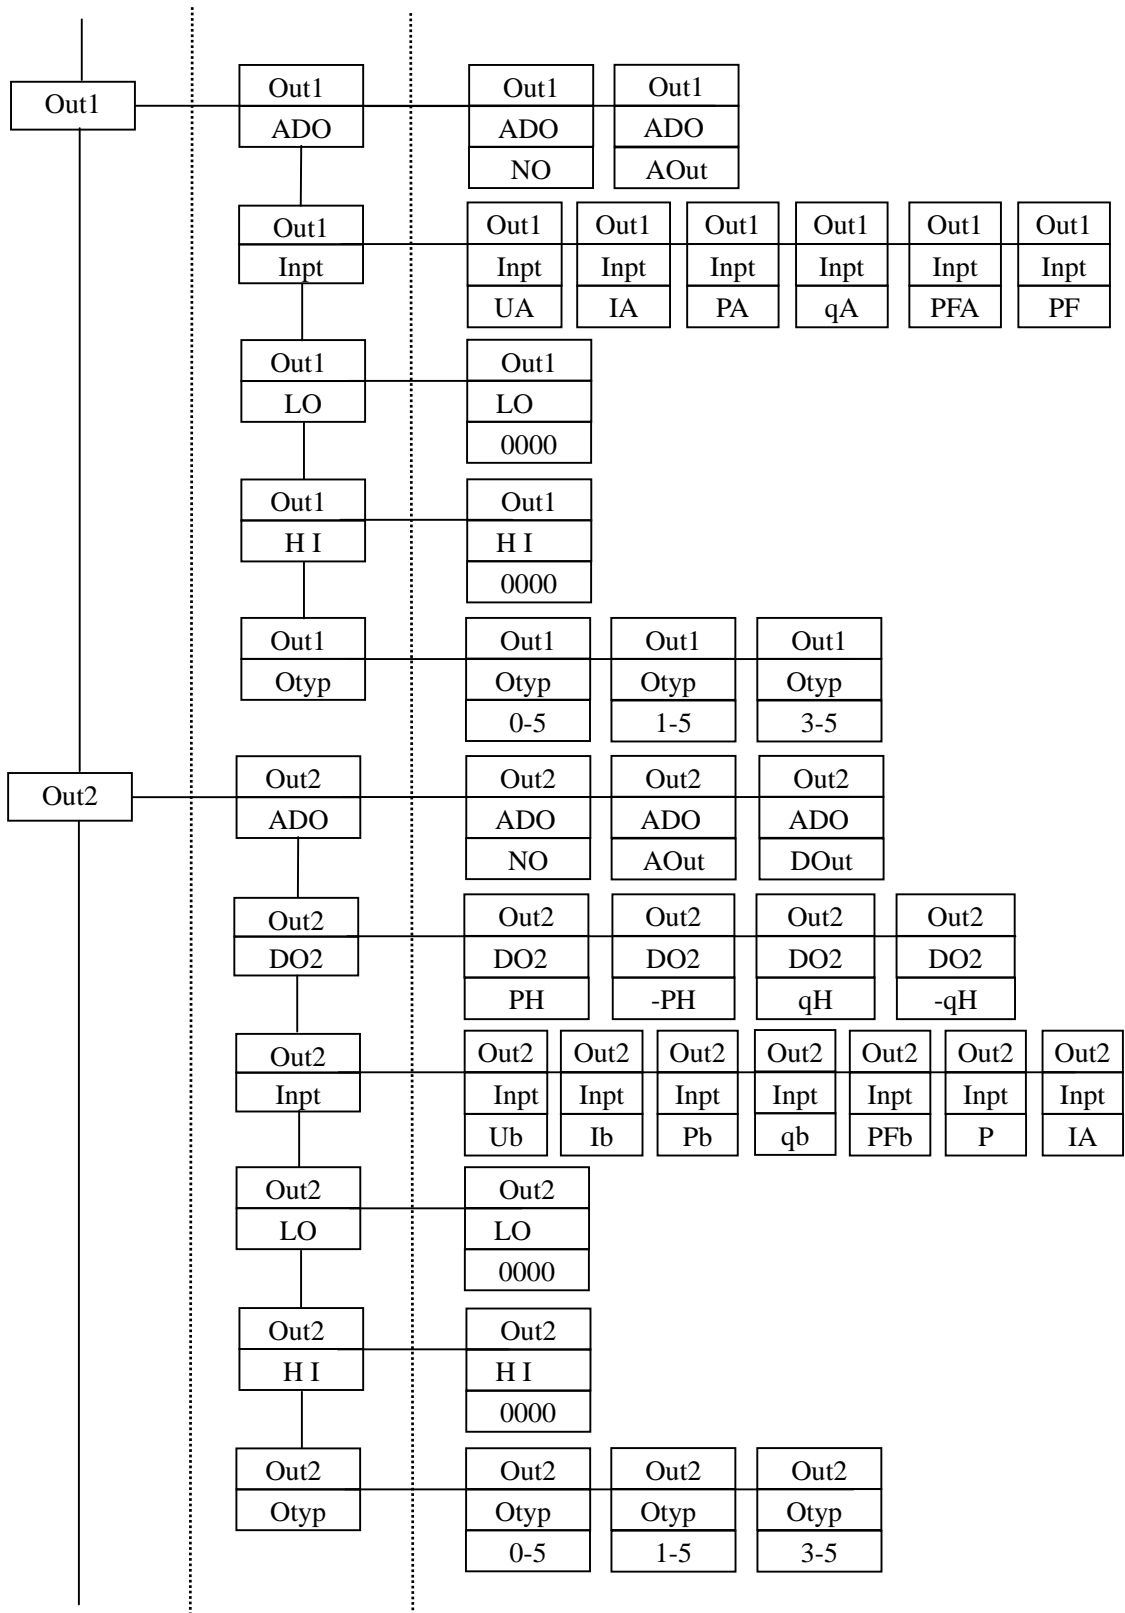 Out1 Out1 Out1
Out1
ADO ADO ADO
NO AOut
Out1 Out1 Out1 Out1 Out1 Out1 Out1
Inpt Inpt Inpt Inpt Inpt Inpt Inpt
UA IA PA qA PFA PF
Out1 Out1
LO LO
0000
Out1 Out1
H I H I
0000
Out1 Out1 Out1 Out1
Otyp Otyp Otyp Otyp
0-5 1-5 3-5
Out2 Out2 Out2 Out2
Out2
ADO ADO ADO ADO
NO AOut DOut
Out2 Out2 Out2 Out2 Out2
DO2 DO2 DO2 DO2 DO2
PH -PH qH -qH
Out2 Out2 Out2 Out2 Out2 Out2 Out2 Out2
Inpt Inpt Inpt Inpt Inpt Inpt Inpt Inpt
Ub Ib Pb qb PFb P IA
Out2 Out2
LO LO
0000
Out2 Out2
H I H I
0000
Out2 Out2 Out2 Out2
Otyp Otyp Otyp Otyp
0-5 1-5 3-5